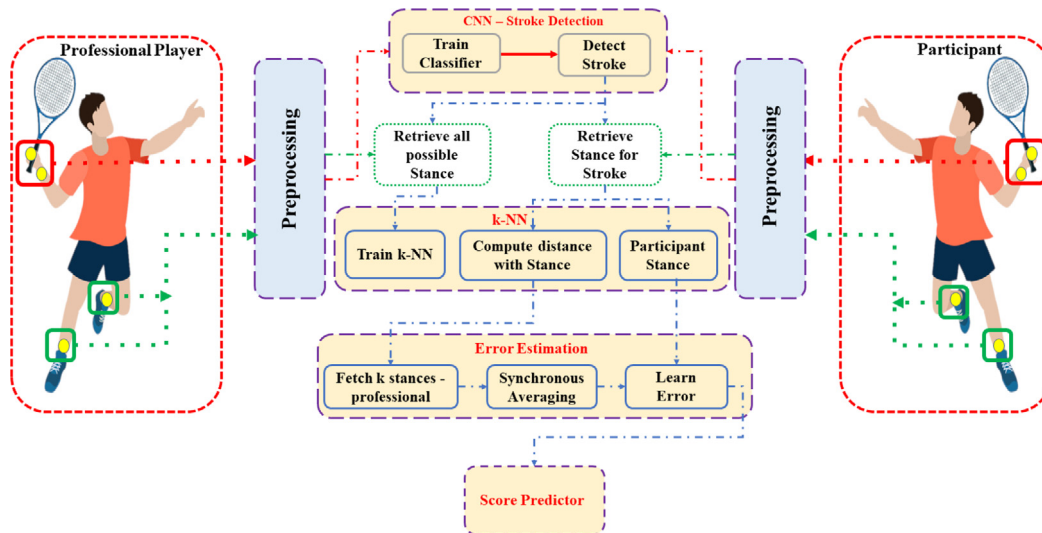 CNN – Stroke Detection
Professional Player
Participant
Train
Classifier
Detect
Stroke
Preprocessing
Preprocessing
Retrieve all
possible
Stance
Retrieve
Stance for
Stroke
k-NN
Train k-NN
Compute distance
with Stance
Participant
Stance
Error Estimation
Fetch k stances -
professional
Synchronous
Averaging
Learn
Error
Score Predictor